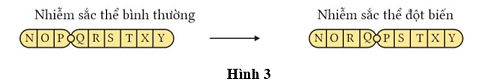 Nhiễm sắc thể bình thường Nhiễm sắc thể đột biến
N O P Q R S T X Y N O R Q P S T X Y
Hình 3